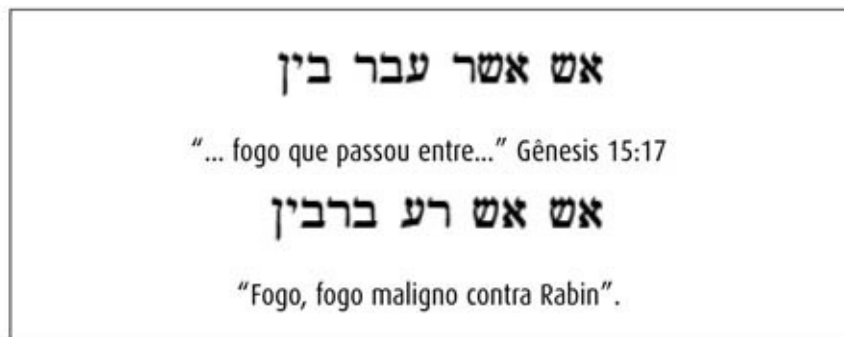 אש אשר עבר בין
“... fogo que passou entre...” Gênesis 15:17
אש אש רע ברבין
“Fogo, fogo maligno contra Rabin”.